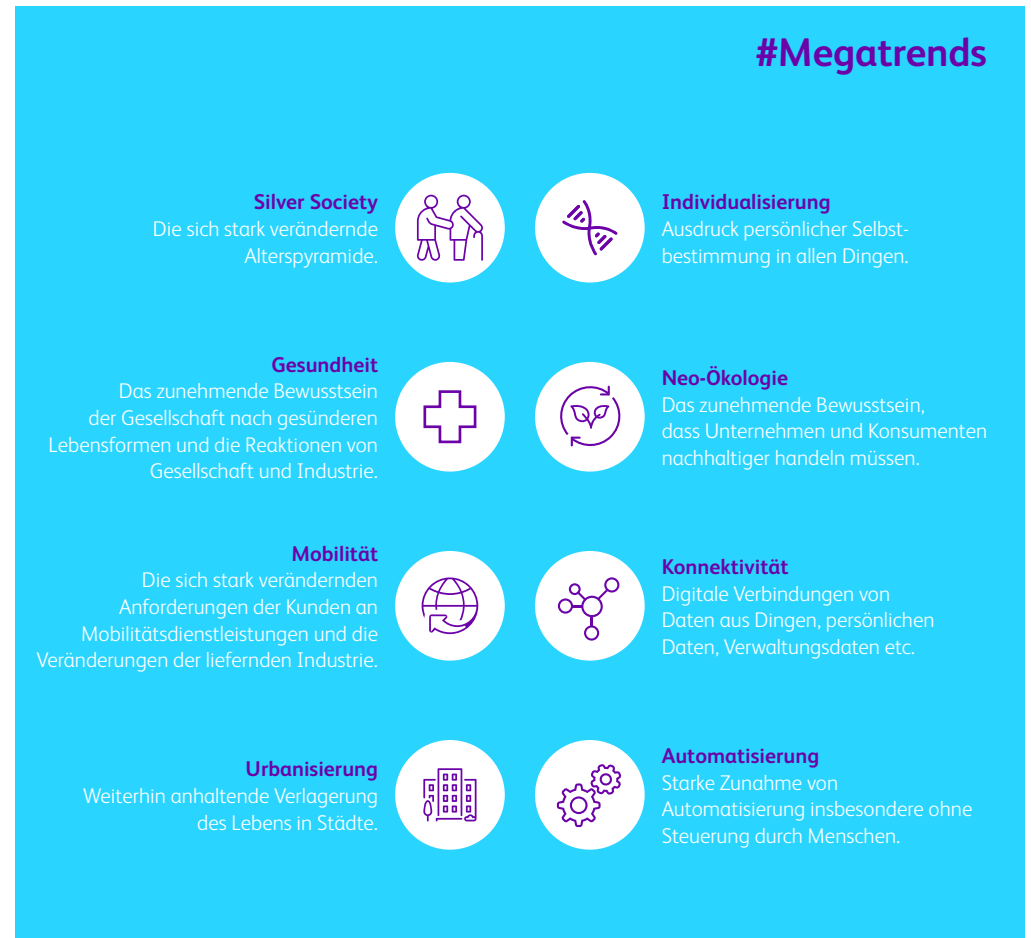 #Megatrends
Silver Society
Die sich stark verändernde
Alterspyramide.
Individualisierung
Ausdruck persönlicher Selbst-
bestimmung in allen Dingen.
Gesundheit
Das zunehmende Bewusstsein
der Gesellschaft nach gesünderen
Lebensformen und die Reaktionen von
Gesellschaft und Industrie.
Neo-Ökologie
Das zunehmende Bewusstsein,
dass Unternehmen und Konsumenten
nachhaltiger handeln müssen.
Mobilität
Die sich stark verändernden
Anforderungen der Kunden an
Mobilitätsdienstleistungen und die
Veränderungen der liefernden Industrie.
Konnektivität
Digitale Verbindungen von
Daten aus Dingen, persönlichen
Daten, Verwaltungsdaten etc.
Urbanisierung
Weiterhin anhaltende Verlagerung
des Lebens in Städte.
Automatisierung
Starke Zunahme von
Automatisierung insbesondere ohne
Steuerung durch Menschen.